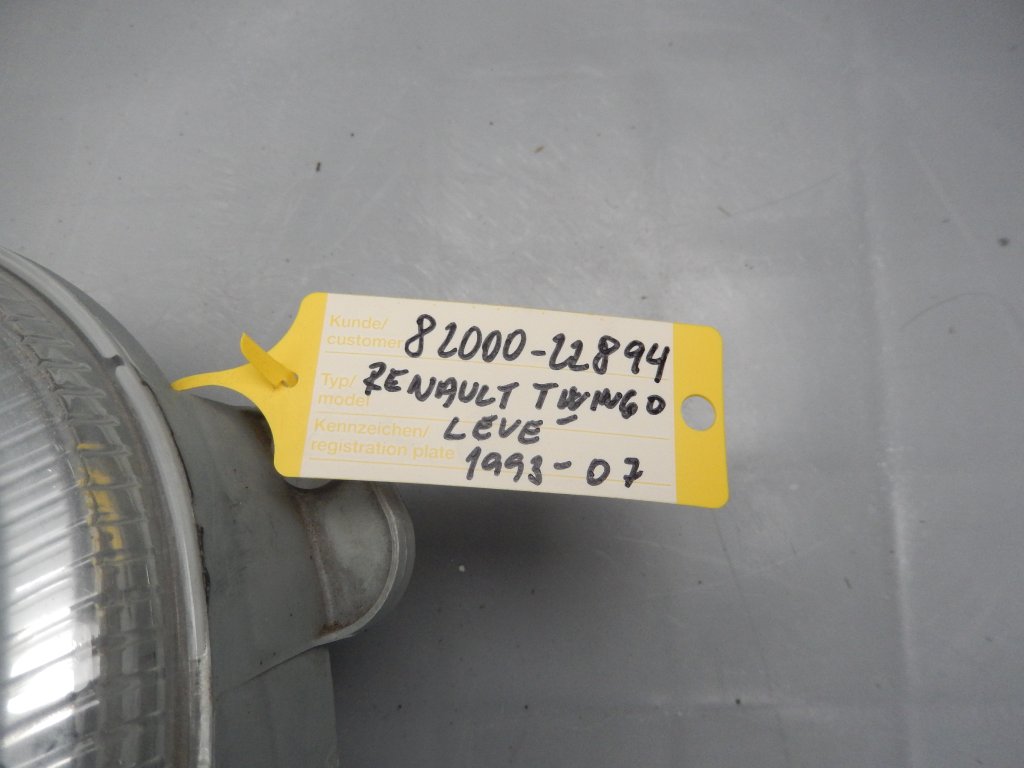 Kunde/
customer 82000-22894
Typ/
model RENAULT TWINGO
Kennzeichen/ LEVE
registration plate 1993-07